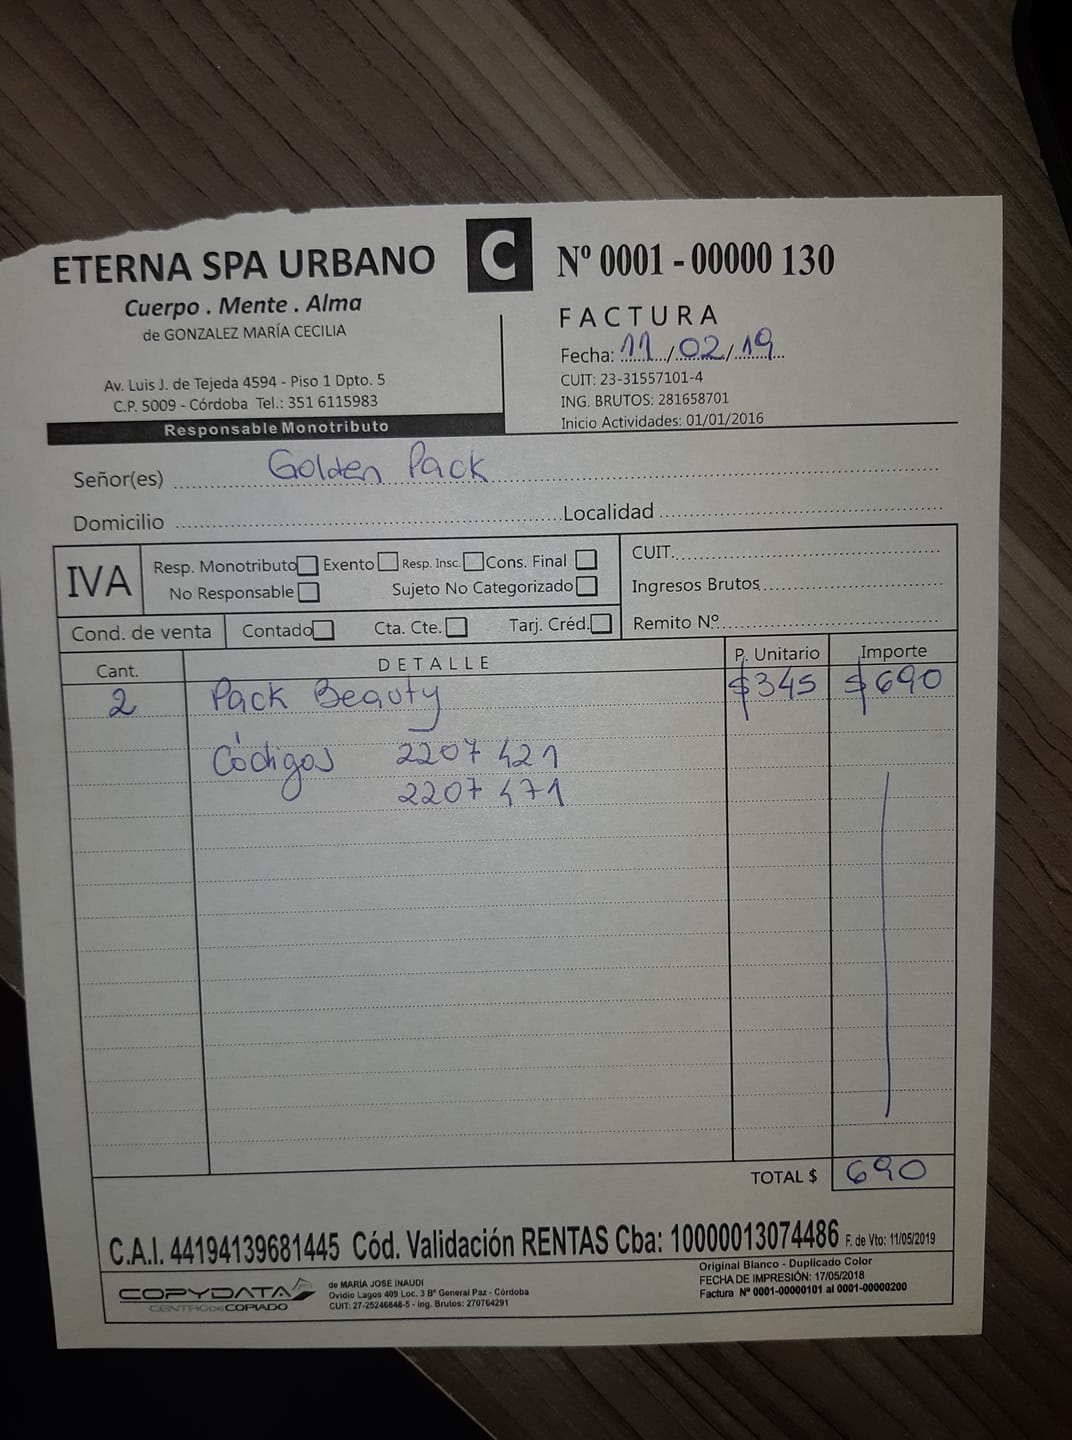 ETERNA SPA URBANO
Cuerpo . Mente . Alma
de GONZALEZ MARÍA CECILIA
Av. Luis J. de Tejeda 4594 - Piso 1 Dpto. 5
C.P. 5009 - Córdoba Tel.: 351 6115983
Responsable Monotributo
C
Nº 0001 - 00000 130
FACTURA
Fecha: 11/02/19
CUIT: 23-31557101-4
ING. BRUTOS: 281658701
Inicio Actividades: 01/01/2016
Señor(es) Golden Pack
Domicilio Localidad
IVA
Resp. Monotributo Exento Resp. Insc. Cons. Final
No Responsable Sujeto No Categorizado
CUIT.
Ingresos Brutos
Remito Nº
Cond. de venta Contado Cta. Cte. Tarj. Créd.
Cant. DETALLE P. Unitario Importe
2 Pack Beauty $345 $690
Códigos 2207421
2207471
TOTAL $ 690
C.A.I. 44194139681445 Cód. Validación RENTAS Cba: 10000013074486 F. de Vto: 11/05/2019
COPYDATA
CENTRO DE COPIADO
de MARÍA JOSÉ INAUDI
Ovidio Lagos 409 Loc. 3 Bº General Paz - Córdoba
CUIT: 27-25246848-5 - Ing. Brutos: 270764291
Original Blanco - Duplicado Color
FECHA DE IMPRESIÓN: 17/05/2018
Factura Nº 0001-00000101 al 0001-00000200